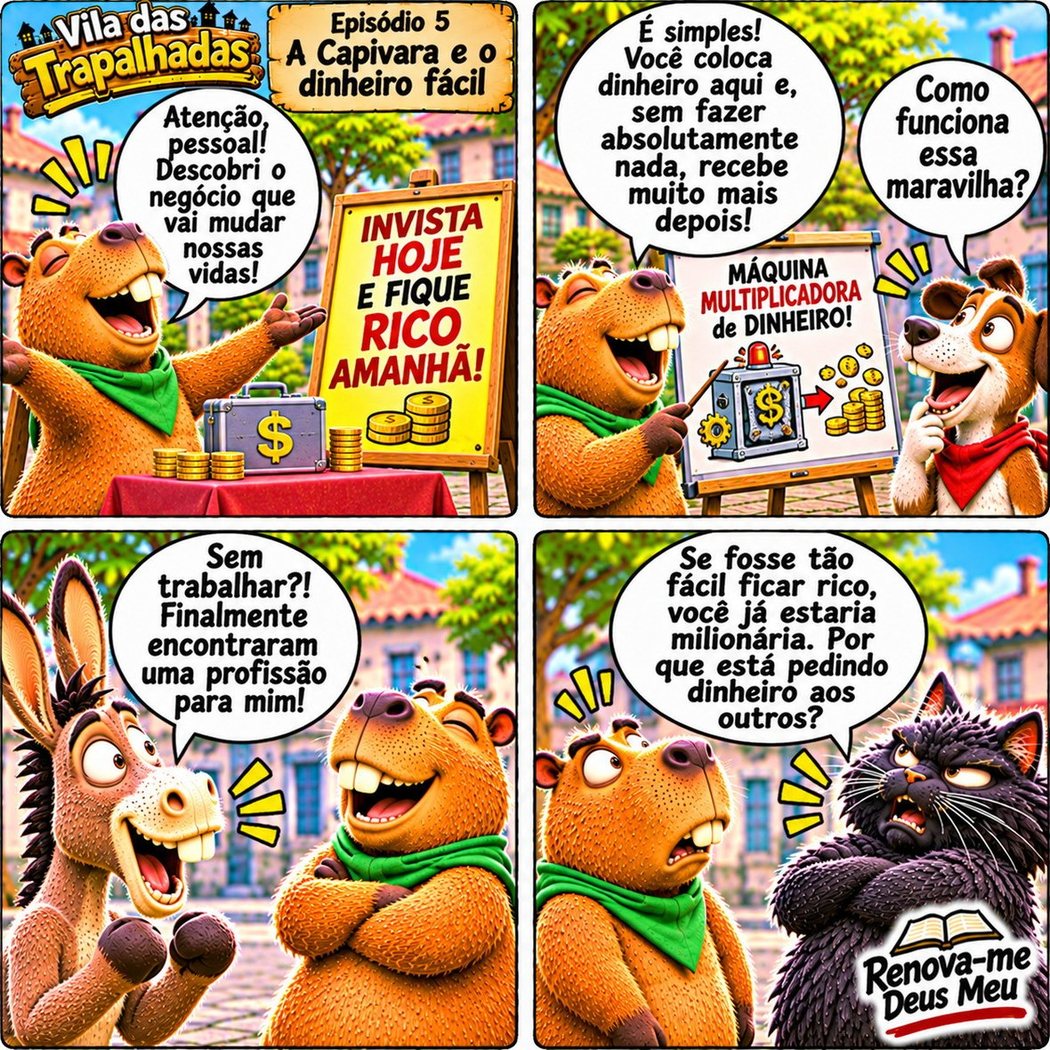 Vila das
Trapalhadas
Episódio 5
A Capivara e o
dinheiro fácil
Atenção,
pessoal!
Descobri o
negócio que
vai mudar
nossas
vidas!
INVISTA
HOJE
E FIQUE
RICO
AMANHÃ!
$
É simples!
Você coloca
dinheiro aqui e,
sem fazer
absolutamente
nada, recebe
muito mais
depois!
Como
funciona
essa
maravilha?
MÁQUINA
MULTIPLICADORA
de DINHEIRO!
$
Sem
trabalhar?!
Finalmente
encontraram
uma profissão
para mim!
Se fosse tão
fácil ficar rico,
você já estaria
milionária. Por
que está pedindo
dinheiro aos
outros?
Renova-me
Deus Meu